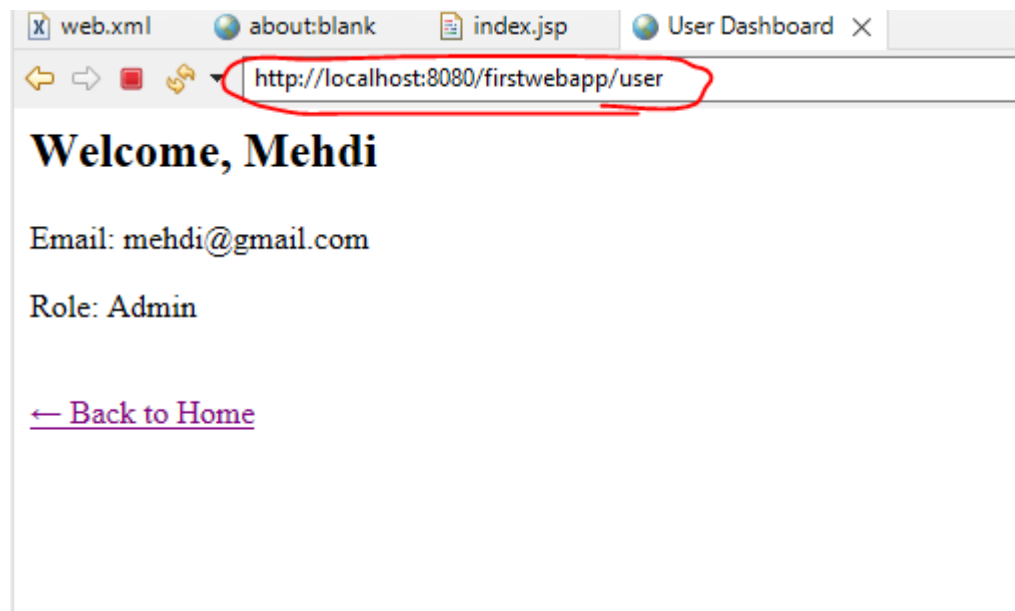 web.xml about:blank index.jsp User Dashboard
http://localhost:8080/firstwebapp/user
Welcome, Mehdi
Email: mehdi@gmail.com
Role: Admin
← Back to Home